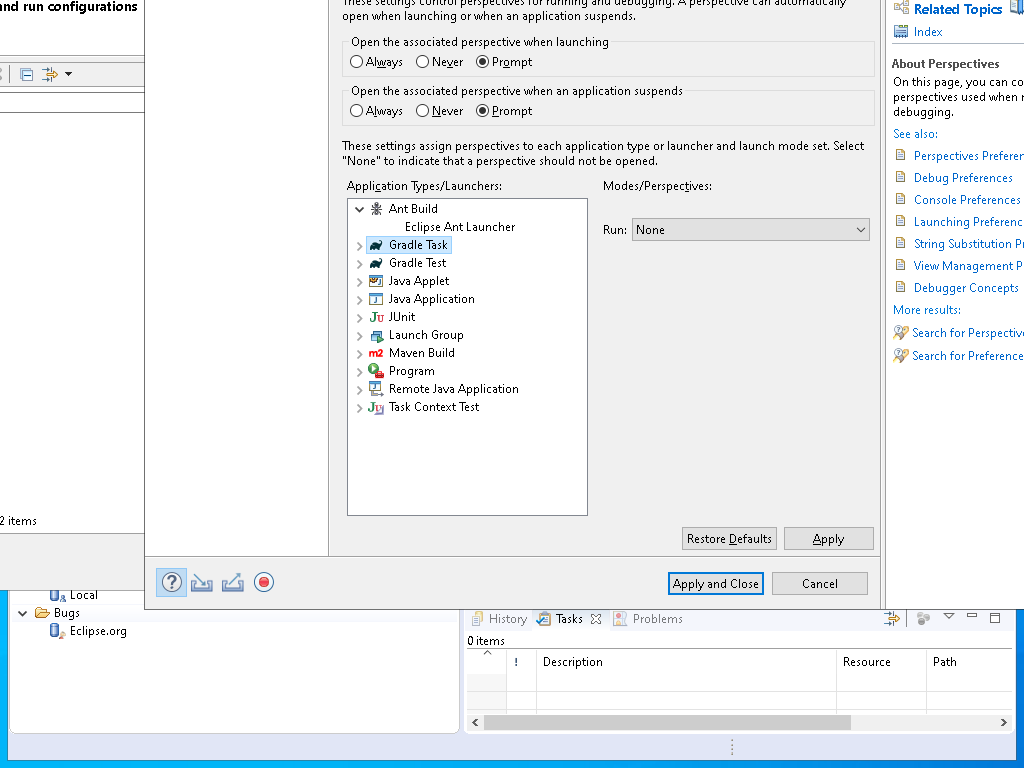 and run configurations
2 items
These settings control perspectives for running and debugging. A perspective can automatically
open when launching or when an application suspends.
Open the associated perspective when launching
Always
Never
Prompt
Open the associated perspective when an application suspends
Always
Never
Prompt
These settings assign perspectives to each application type or launcher and launch mode set. Select
"None" to indicate that a perspective should not be opened.
Application Types/Launchers:
Modes/Perspectives:
Ant Build
Eclipse Ant Launcher
Gradle Task
Gradle Test
Java Applet
Java Application
JUnit
Launch Group
Maven Build
Program
Remote Java Application
Task Context Test
Run:
None
Restore Defaults
Apply
Apply and Close
Cancel
Related Topics
Index
About Perspectives
On this page, you can co
perspectives used when r
debugging.
See also:
Perspectives Preferen
Debug Preferences
Console Preferences
Launching Preferenc
String Substitution P
View Management P
Debugger Concepts
More results:
Search for Perspectiv
Search for Preference
Local
Bugs
Eclipse.org
History
Tasks
Problems
0 items
!
Description
Resource
Path